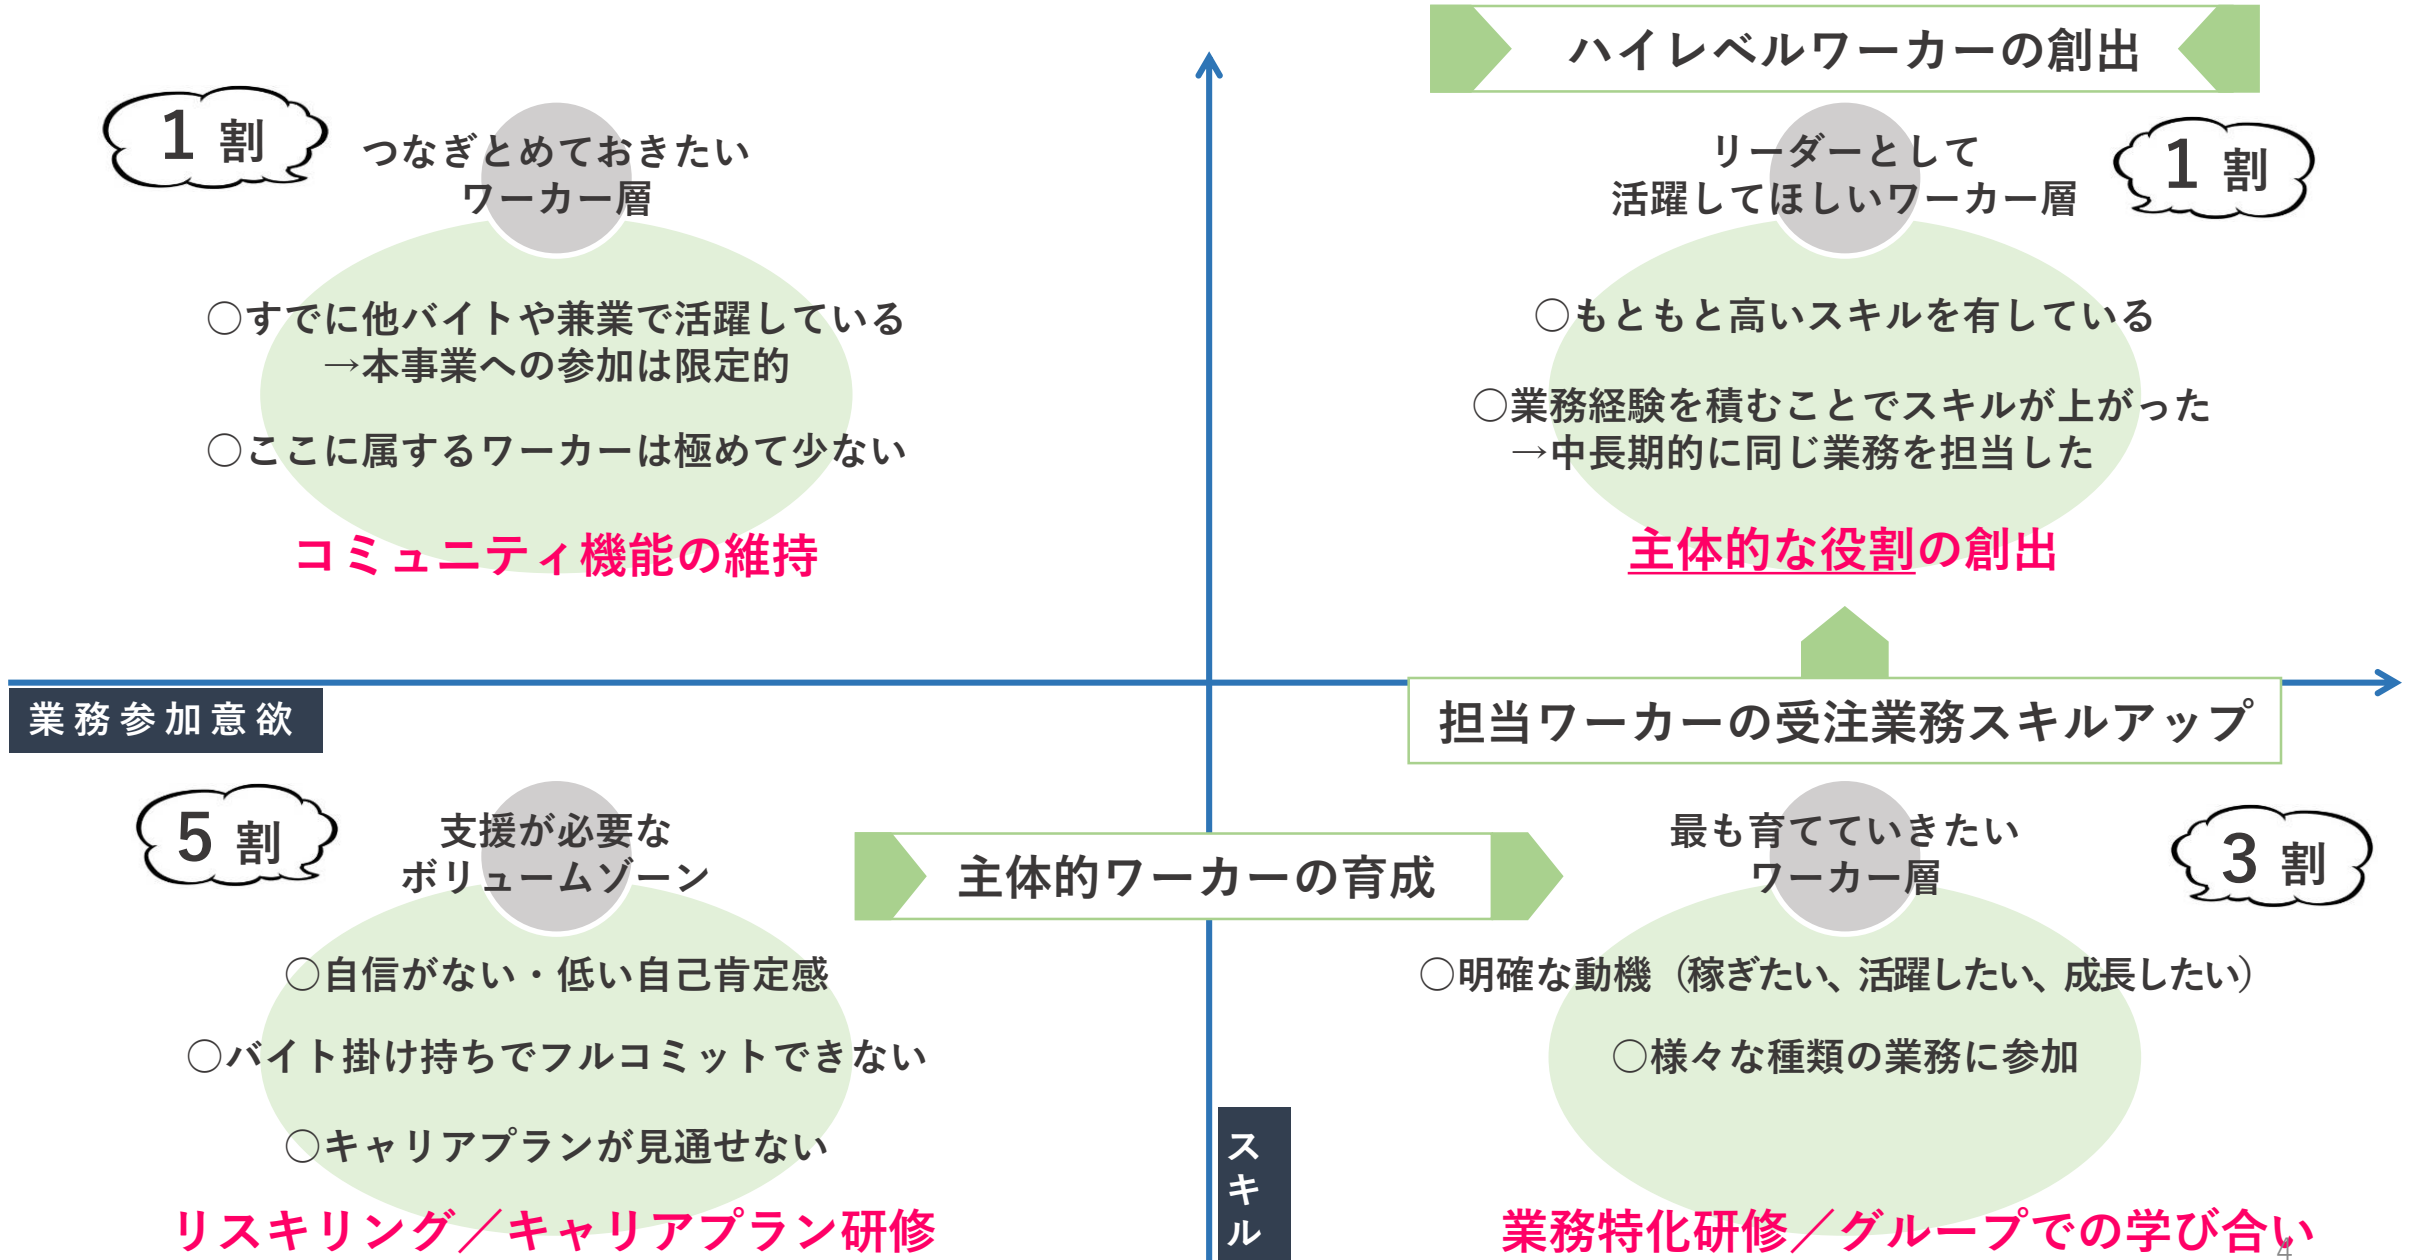 ハイレベルワーカーの創出
1 割
つなぎとめておきたい
ワーカー層
○すでに他バイトや兼業で活躍している
→本事業への参加は限定的
○ここに属するワーカーは極めて少ない
コミュニティ機能の維持
リーダーとして
活躍してほしいワーカー層
1 割
○もともと高いスキルを有している
○業務経験を積むことでスキルが上がった
→中長期的に同じ業務を担当した
主体的な役割の創出
業務参加意欲
担当ワーカーの受注業務スキルアップ
5 割
支援が必要な
ボリュームゾーン
○自信がない・低い自己肯定感
○バイト掛け持ちでフルコミットできない
○キャリアプランが見通せない
リスキリング／キャリアプラン研修
主体的ワーカーの育成
スキル
最も育てていきたい
ワーカー層
3 割
○明確な動機（稼ぎたい、活躍したい、成長したい）
○様々な種類の業務に参加
業務特化研修／グループでの学び合い
4